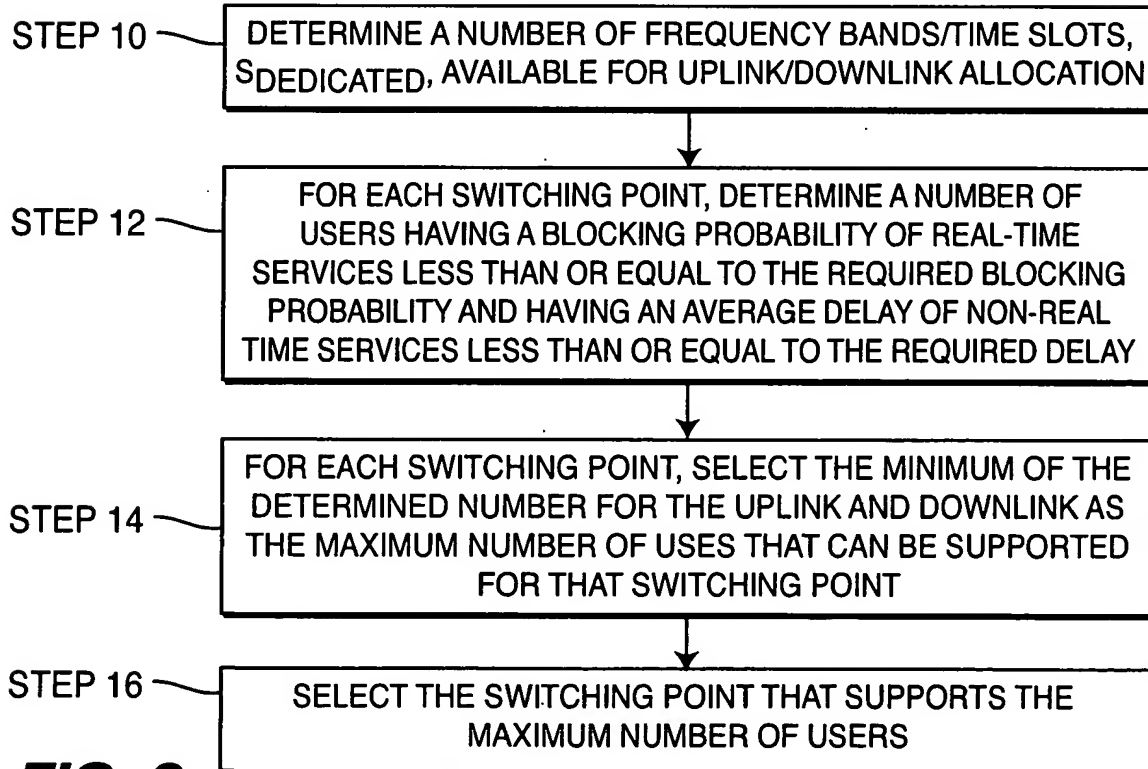 STEP 10
DETERMINE A NUMBER OF FREQUENCY BANDS/TIME SLOTS,
SDEDICATED, AVAILABLE FOR UPLINK/DOWNLINK ALLOCATION
STEP 12
FOR EACH SWITCHING POINT, DETERMINE A NUMBER OF
USERS HAVING A BLOCKING PROBABILITY OF REAL-TIME
SERVICES LESS THAN OR EQUAL TO THE REQUIRED BLOCKING
PROBABILITY AND HAVING AN AVERAGE DELAY OF NON-REAL
TIME SERVICES LESS THAN OR EQUAL TO THE REQUIRED DELAY
STEP 14
FOR EACH SWITCHING POINT, SELECT THE MINIMUM OF THE
DETERMINED NUMBER FOR THE UPLINK AND DOWNLINK AS
THE MAXIMUM NUMBER OF USES THAT CAN BE SUPPORTED
FOR THAT SWITCHING POINT
STEP 16
SELECT THE SWITCHING POINT THAT SUPPORTS THE
MAXIMUM NUMBER OF USERS